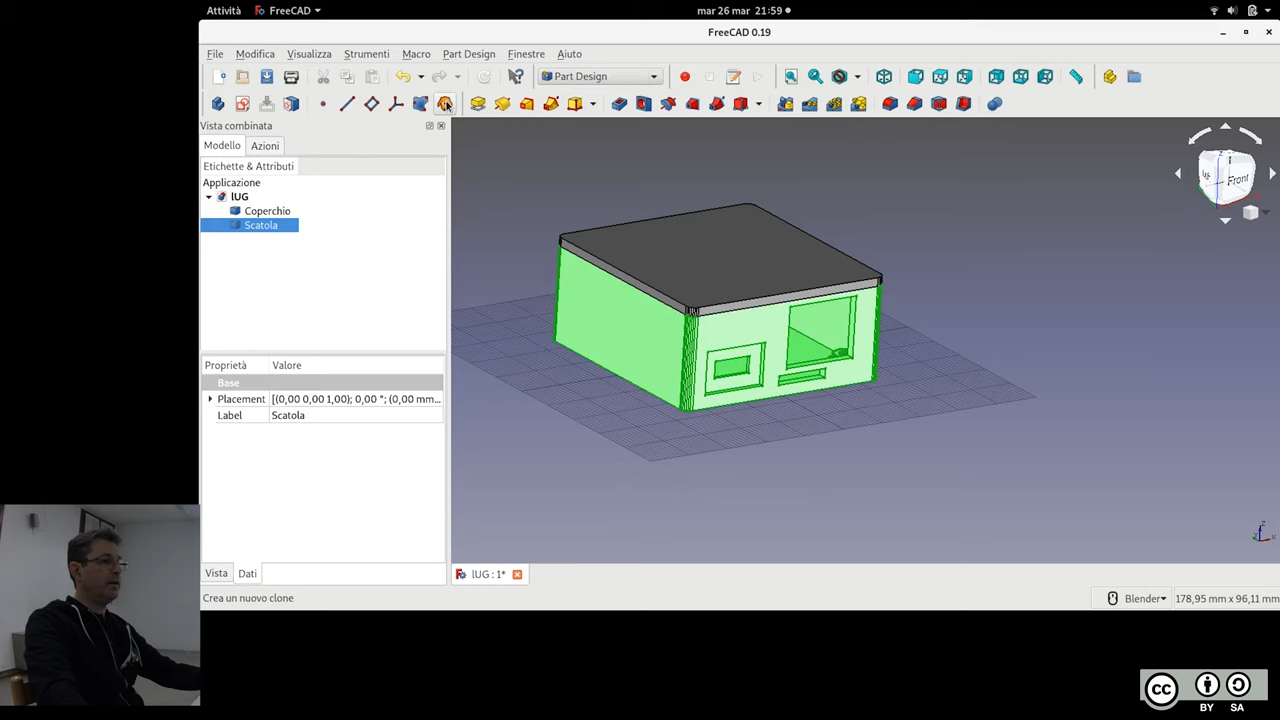 Attività
FreeCAD
mar 26 mar 21:59
FreeCAD 0.19
File Modifica Visualizza Strumenti Macro Part Design Finestre Aiuto
Part Design
Vista combinata
Modello Azioni
Etichette & Attributi
Applicazione
lUG
Coperchio
Scatola
Front
Proprietà Valore
Base
Placement [(0,00 0,00 1,00); 0,00 °; (0,00 mm...
Label Scatola
Vista Dati
lUG : 1*
Crea un nuovo clone
Blender
178,95 mm x 96,11 mm
z
x
cc BY SA